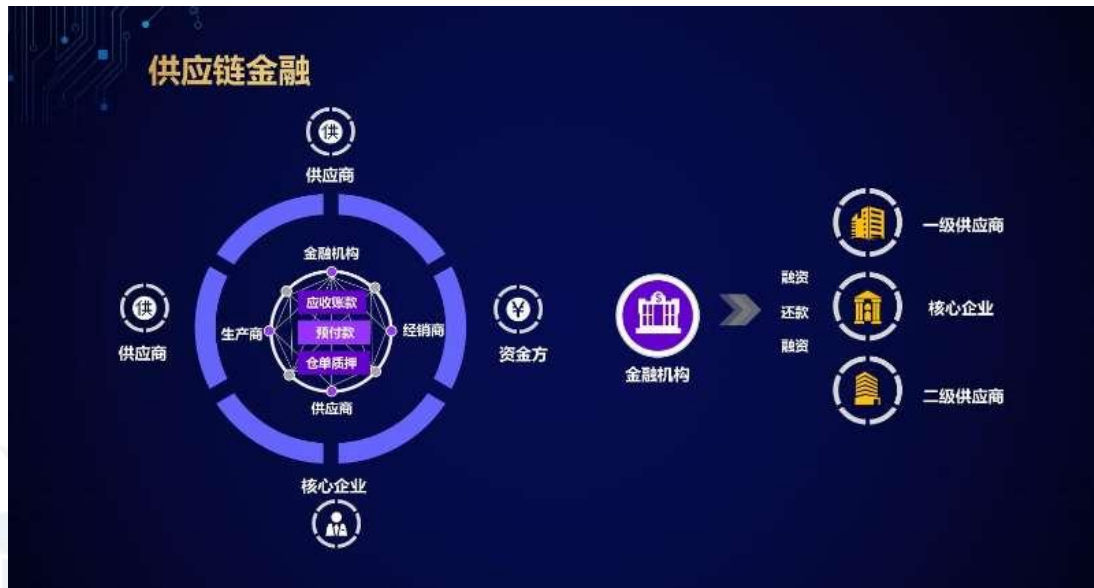 供应链金融
供
供应商
金融机构
应收账款
预付款
仓单质押
生产商
经销商
供应商
供
供应商
¥
资金方
核心企业
$
金融机构
融资
还款
融资
一级供应商
核心企业
二级供应商